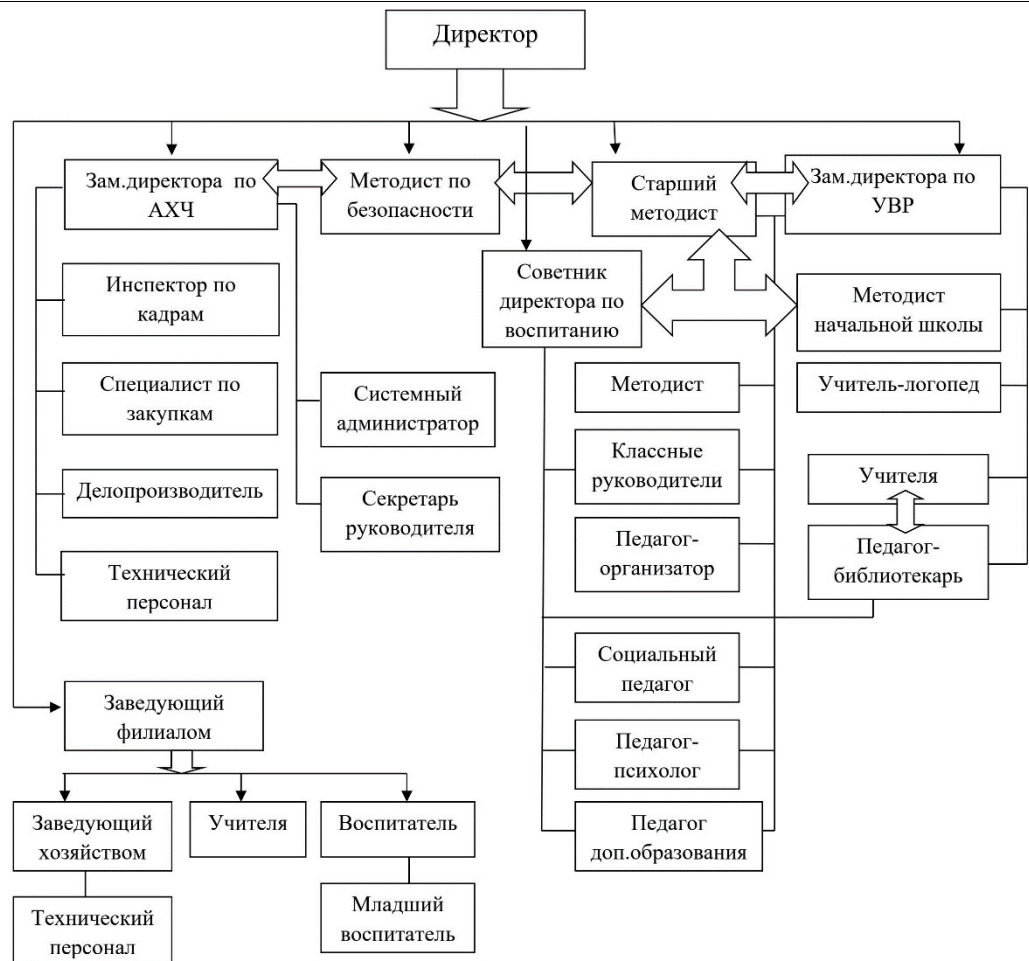 Директор
Зам.директора по
АХЧ
Методист по
безопасности
Старший
методист
Зам.директора по
УВР
Советник
директора по
воспитанию
Инспектор по
кадрам
Методист
начальной школы
Специалист по
закупкам
Системный
администратор
Методист
Учитель-логопед
Классные
руководители
Учителя
Делопроизводитель
Секретарь
руководителя
Педагог-
организатор
Педагог-
библиотекарь
Технический
персонал
Социальный
педагог
Заведующий
филиалом
Педагог-
психолог
Заведующий
хозяйством
Учителя
Воспитатель
Педагог
доп.образования
Технический
персонал
Младший
воспитатель